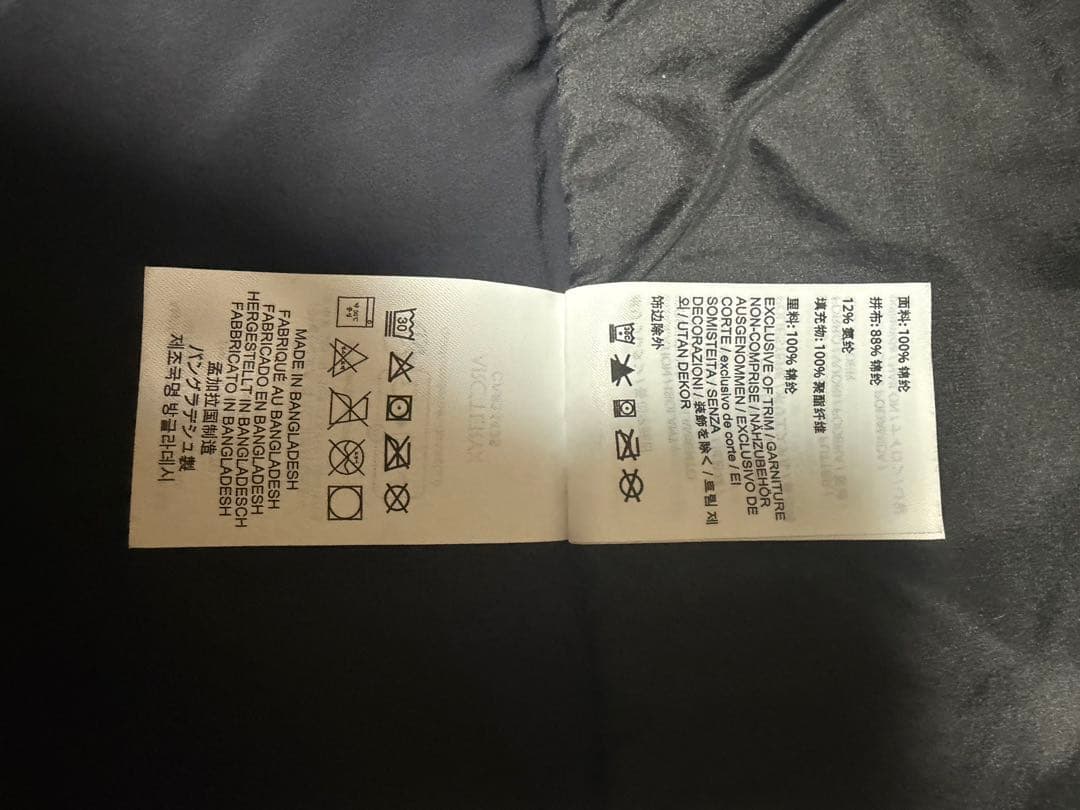 面料: 100% 锦纶
拼布: 88% 锦纶
12% 氨纶
填充物: 100% 聚酯纤维
里料: 100% 锦纶
EXCLUSIVE OF TRIM / GARNITURE
NON-COMPRISE / NÄHZUBEHÖR
AUSGENOMMEN / EXCLUSIVO DE
CORTE / exclusivo de corte / EI
SOMISTEITA / SENZA
DECORAZIONI / 装飾を除く / 트림 제
외 / UTAN DEKOR
饰边除外
30
MADE IN BANGLADESH
FABRIQUÉ AU BANGLADESH
FABRICADO EN BANGLADESH
HERGESTELLT IN BANGLADESCH
FABBRICATO IN BANGLADESH
孟加拉国制造
バングラデシュ製
제조국명 방글라데시